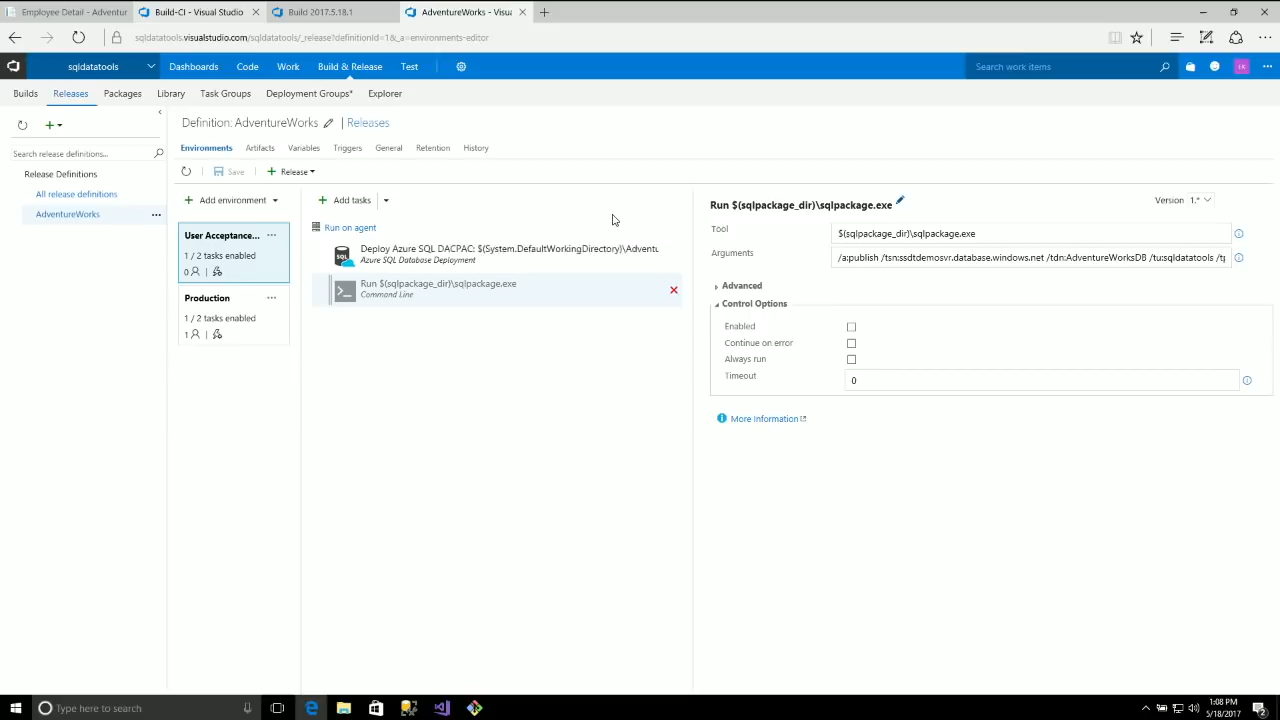 Employee Detail - Adventur
Build-CI - Visual Studio
Build 2017.5.18.1
AdventureWorks - Visua
sqldatatools.visualstudio.com/sqldatatools/_release?definitionId=1&_a=environments-editor
sqldatatools
Dashboards
Code
Work
Build & Release
Test
Search work items
EK
Builds
Releases
Packages
Library
Task Groups
Deployment Groups*
Explorer
Definition: AdventureWorks
| Releases
Search release definitions...
Environments
Artifacts
Variables
Triggers
General
Retention
History
Release Definitions
Save
Release
All release definitions
AdventureWorks
Add environment
Add tasks
Run $(sqlpackage_dir)\sqlpackage.exe
Version 1.*
User Acceptance...
1 / 2 tasks enabled
0
Production
1 / 2 tasks enabled
1
Run on agent
Deploy Azure SQL DACPAC: $(System.DefaultWorkingDirectory)\Adventu
Azure SQL Database Deployment
SQL
Run $(sqlpackage_dir)\sqlpackage.exe
Command Line
Tool
$(sqlpackage_dir)\sqlpackage.exe
Arguments
/a:publish /tsn:ssdtdemosvr.database.windows.net /tdn:AdventureWorksDB /tu:sqldatatools /tp
Advanced
Control Options
Enabled
Continue on error
Always run
Timeout
0
More Information
Type here to search
1:08 PM
5/18/2017
2